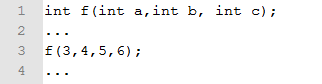 1 int f(int a,int b, int c);
2 ...
3 f(3,4,5,6);
4 ...